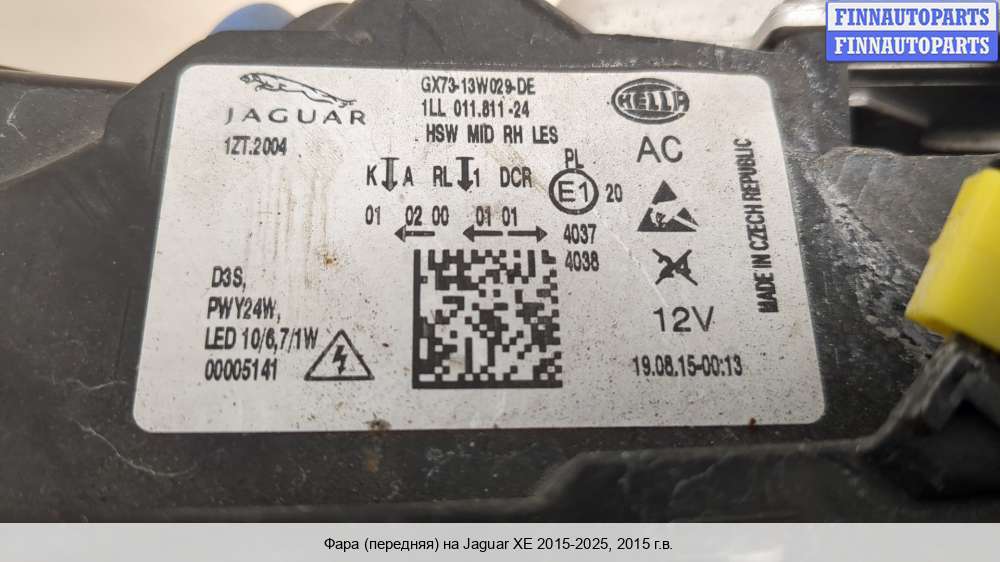 FINNAUTOPARTS
FINNAUTOPARTS
JAGUAR
1ZT.2004
GX73-13W029-DE
1LL 011.811-24
HSW MID RH LES
HELLA
AC
K A RL 1 DCR
PL
E1 20
01 02 00 01 01
4037
4038
24
12V
D3S,
PWY24W,
LED 10/6,7/1W
00005141
19.08.15-00:13
MADE IN CZECH REPUBLIC
Фара (передняя) на Jaguar XE 2015-2025, 2015 г.в.